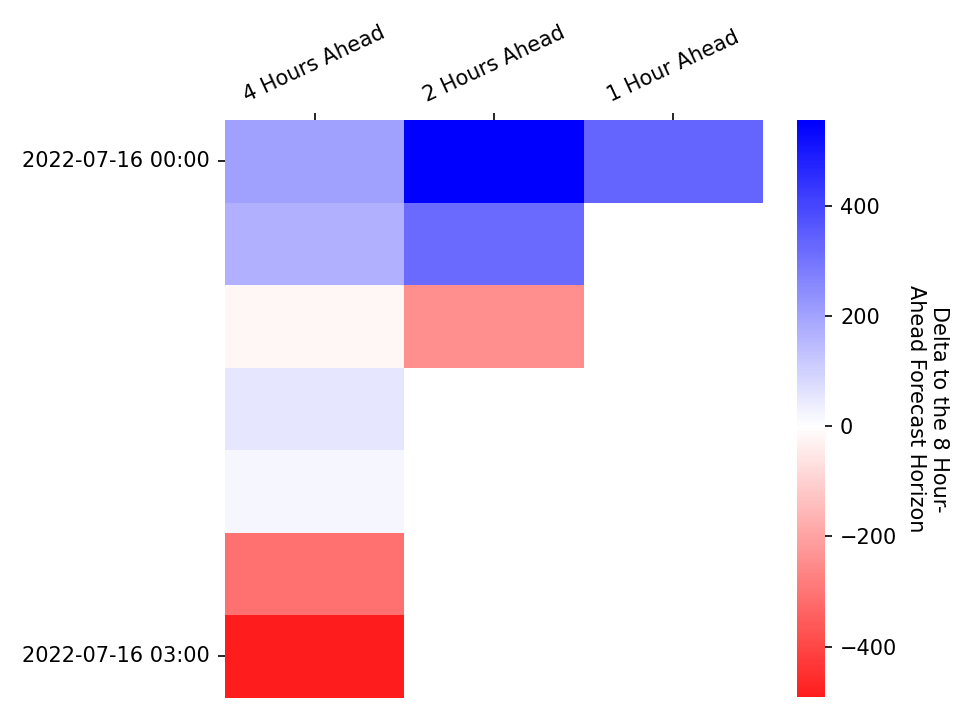 4 Hours Ahead
2 Hours Ahead
1 Hour Ahead
2022-07-16 00:00
2022-07-16 03:00
400
200
0
−200
−400
Delta to the 8 Hour-
Ahead Forecast Horizon